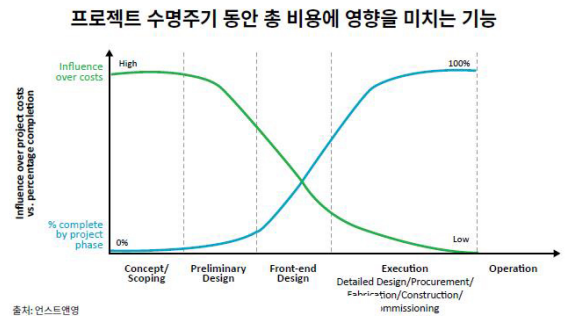 프로젝트 수명주기 동안 총 비용에 영향을 미치는 기능
Influence
over costs
High
100%
Influence over project costs
vs. percentage completion
% complete
by project
phase
0%
Low
Concept/
Scoping
Preliminary
Design
Front-end
Design
Execution
Detailed Design/Procurement/
Fabrication/Construction/
mmissioning
Operation
출처: 언스트앤영